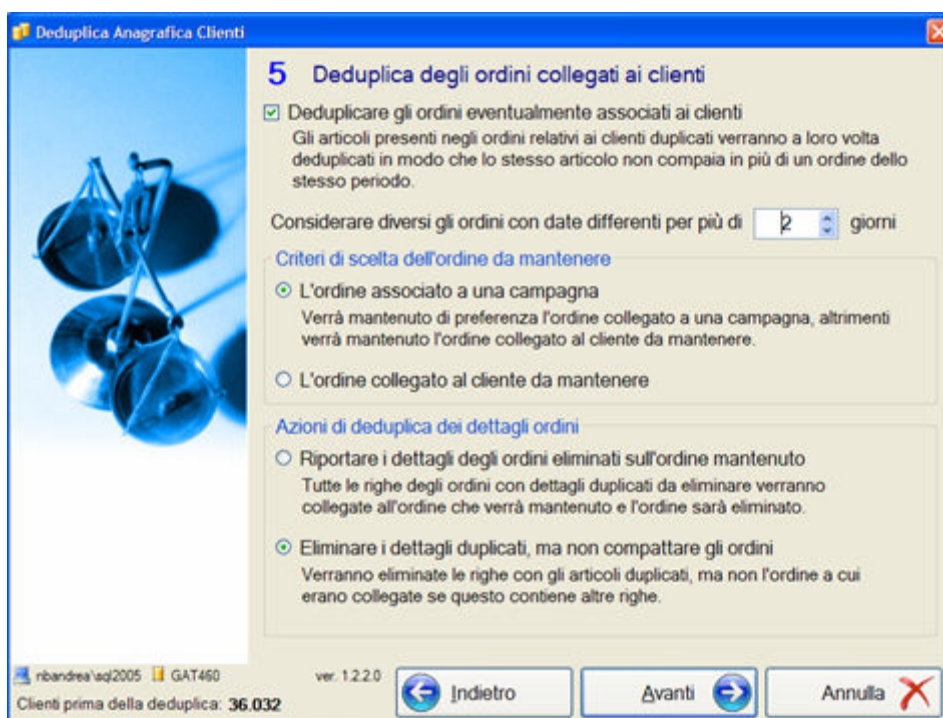 Deduplica Anagrafica Clienti
5 Deduplica degli ordini collegati ai clienti
Deduplicare gli ordini eventualmente associati ai clienti
Gli articoli presenti negli ordini relativi ai clienti duplicati verranno a loro volta
deduplicati in modo che lo stesso articolo non compaia in più di un ordine dello
stesso periodo.
Considerare diversi gli ordini con date differenti per più di 2 giorni
Criteri di scelta dell'ordine da mantenere
L'ordine associato a una campagna
Verrà mantenuto di preferenza l'ordine collegato a una campagna, altrimenti
verrà mantenuto l'ordine collegato al cliente da mantenere.
L'ordine collegato al cliente da mantenere
Azioni di deduplica dei dettagli ordini
Riportare i dettagli degli ordini eliminati sull'ordine mantenuto
Tutte le righe degli ordini con dettagli duplicati da eliminare verranno
collegate all'ordine che verrà mantenuto e l'ordine sarà eliminato.
Eliminare i dettagli duplicati, ma non compattare gli ordini
Verranno eliminate le righe con gli articoli duplicati, ma non l'ordine a cui
erano collegate se questo contiene altre righe.
nbandrea\sql2005 GAT460 ver. 1.2.2.0
Clienti prima della deduplica: 36.032
Indietro
Avanti
Annulla